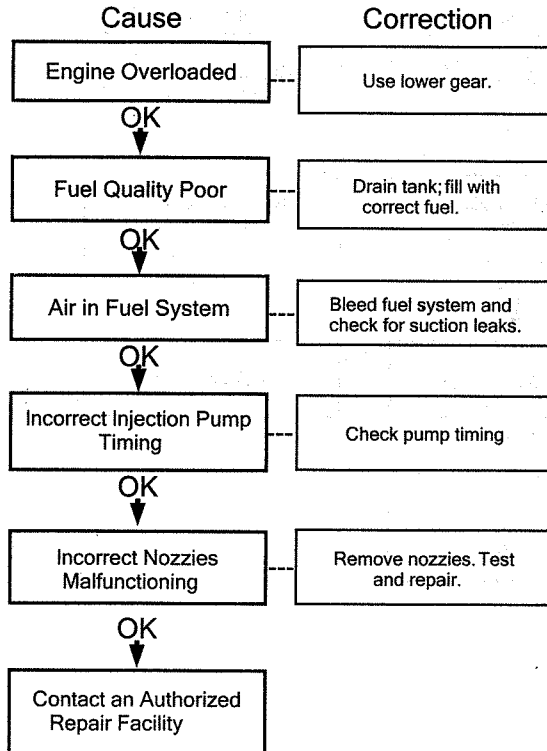 Cause
Correction
Engine Overloaded
Use lower gear.
OK
Fuel Quality Poor
Drain tank; fill with
correct fuel.
OK
Air in Fuel System
Bleed fuel system and
check for suction leaks.
OK
Incorrect Injection Pump
Timing
Check pump timing
OK
Incorrect Nozzies
Malfunctioning
Remove nozzles. Test
and repair.
OK
Contact an Authorized
Repair Facility